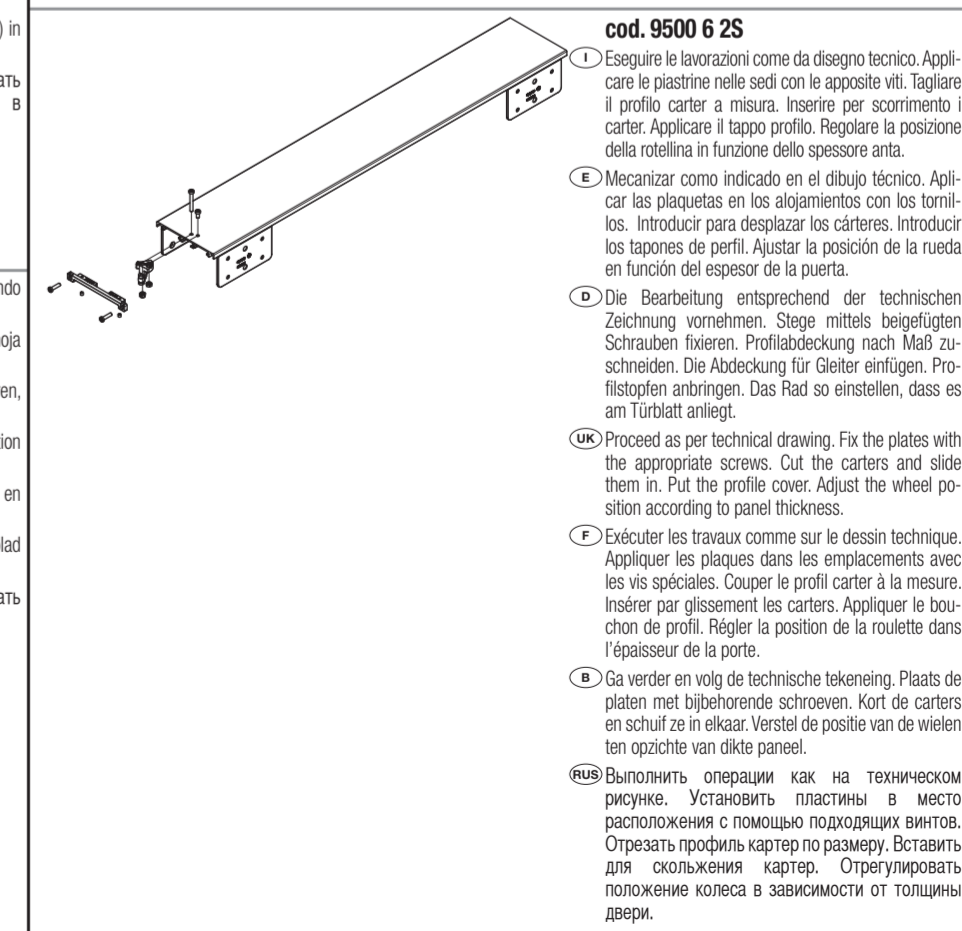 ) in
ать
в
ndo
oja
en,
tion
en
lad
ать
cod. 9500 6 2S
I Eseguire le lavorazioni come da disegno tecnico. Appli-
care le piastrine nelle sedi con le apposite viti. Tagliare
il profilo carter a misura. Inserire per scorrimento i
carter. Applicare il tappo profilo. Regolare la posizione
della rotellina in funzione dello spessore anta.
E Mecanizar como indicado en el dibujo técnico. Apli-
car las plaquetas en los alojamientos con los tornil-
los. Introducir para desplazar los cárteres. Introducir
los tapones de perfil. Ajustar la posición de la rueda
en función del espesor de la puerta.
D Die Bearbeitung entsprechend der technischen
Zeichnung vornehmen. Stege mittels beigefügten
Schrauben fixieren. Profilabdeckung nach Maß zu-
schneiden. Die Abdeckung für Gleiter einfügen. Pro-
filstopfen anbringen. Das Rad so einstellen, dass es
am Türblatt anliegt.
UK Proceed as per technical drawing. Fix the plates with
the appropriate screws. Cut the carters and slide
them in. Put the profile cover. Adjust the wheel po-
sition according to panel thickness.
F Exécuter les travaux comme sur le dessin technique.
Appliquer les plaques dans les emplacements avec
les vis spéciales. Couper le profil carter à la mesure.
Insérer par glissement les carters. Appliquer le bou-
chon de profil. Régler la position de la roulette dans
l'épaisseur de la porte.
B Ga verder en volg de technische tekeneing. Plaats de
platen met bijbehorende schroeven. Kort de carters
en schuif ze in elkaar. Verstel de positie van de wielen
ten opzichte van dikte paneel.
RUS Выполнить операции как на техническом
рисунке. Установить пластины в место
расположения с помощью подходящих винтов.
Отрезать профиль картер по размеру. Вставить
для скольжения картер. Отрегулировать
положение колеса в зависимости от толщины
двери.